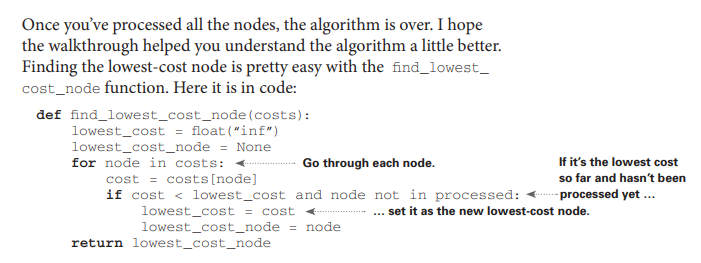 Once you've processed all the nodes, the algorithm is over. I hope
the walkthrough helped you understand the algorithm a little better.
Finding the lowest-cost node is pretty easy with the find_lowest_
cost_node function. Here it is in code:
def find_lowest_cost_node(costs):
    lowest_cost = float("inf")
    lowest_cost_node = None
    for node in costs: Go through each node.
        cost = costs[node]
        if cost < lowest_cost and node not in processed:
If it's the lowest cost
so far and hasn't been
processed yet ...
            lowest_cost = cost ... set it as the new lowest-cost node.
            lowest_cost_node = node
    return lowest_cost_node